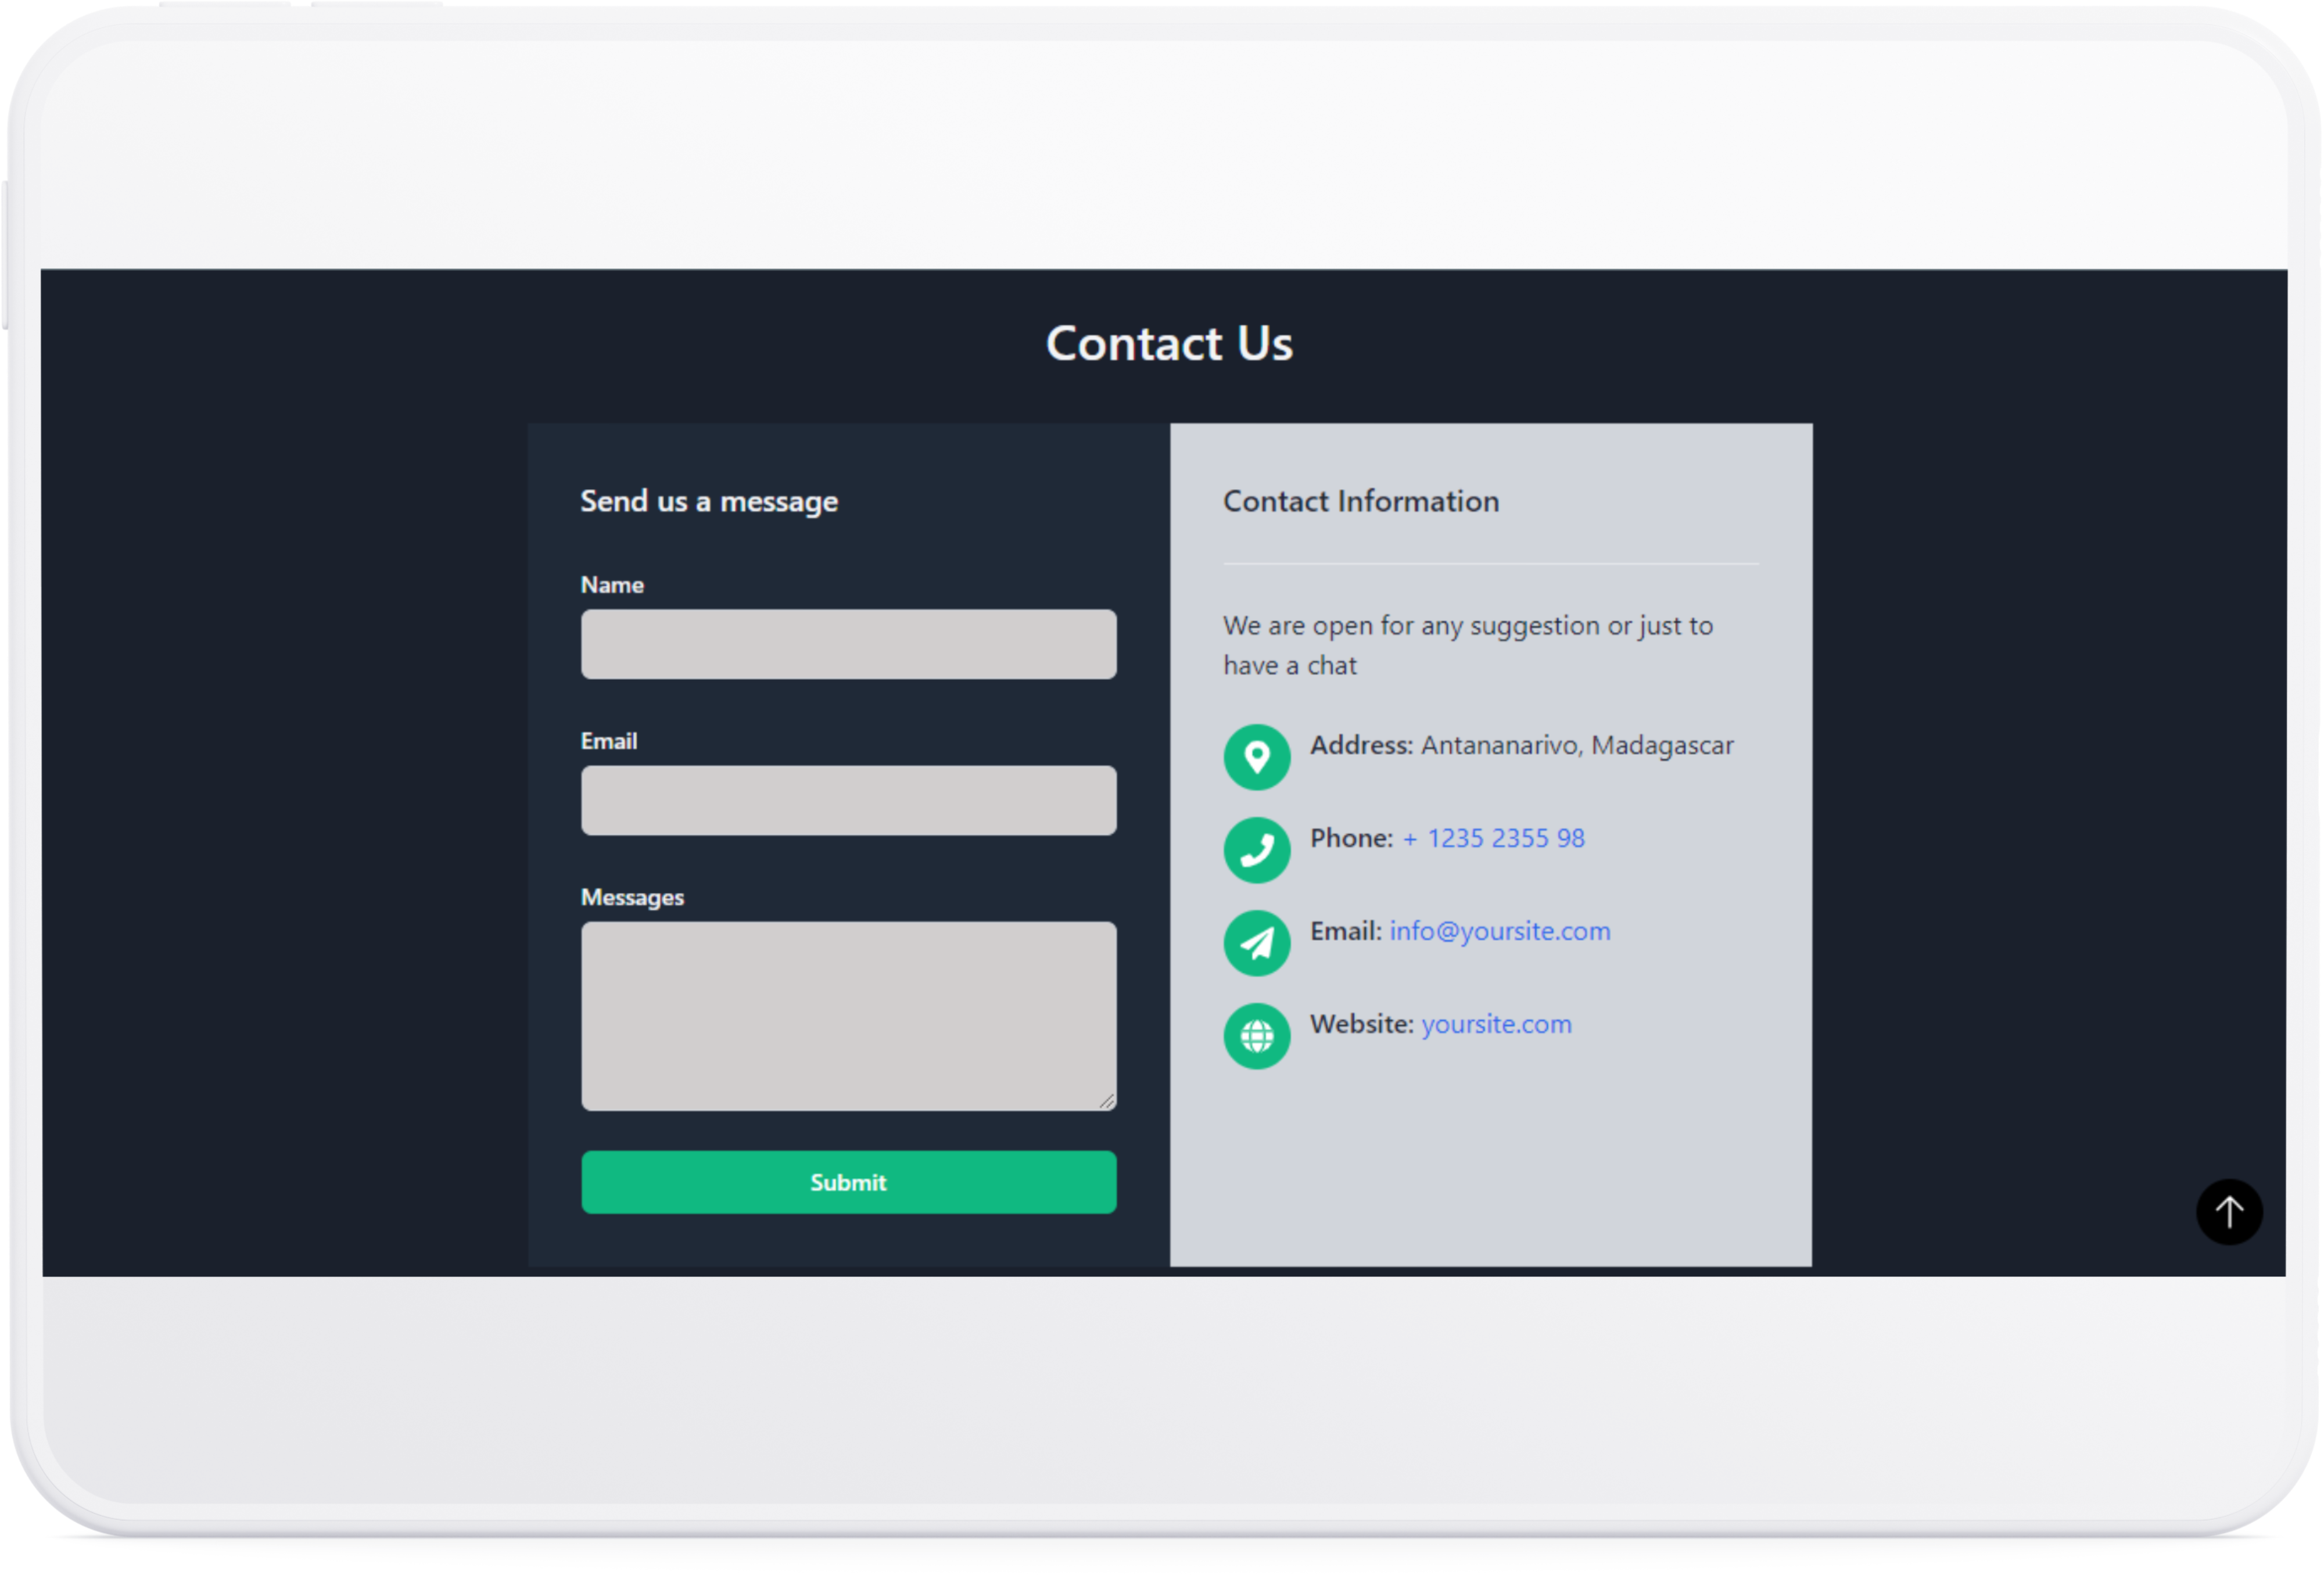 Contact Us
Send us a message
Name
Email
Messages
Submit
Contact Information
We are open for any suggestion or just to
have a chat
Address: Antananarivo, Madagascar
Phone: + 1235 2355 98
Email: info@yoursite.com
Website: yoursite.com